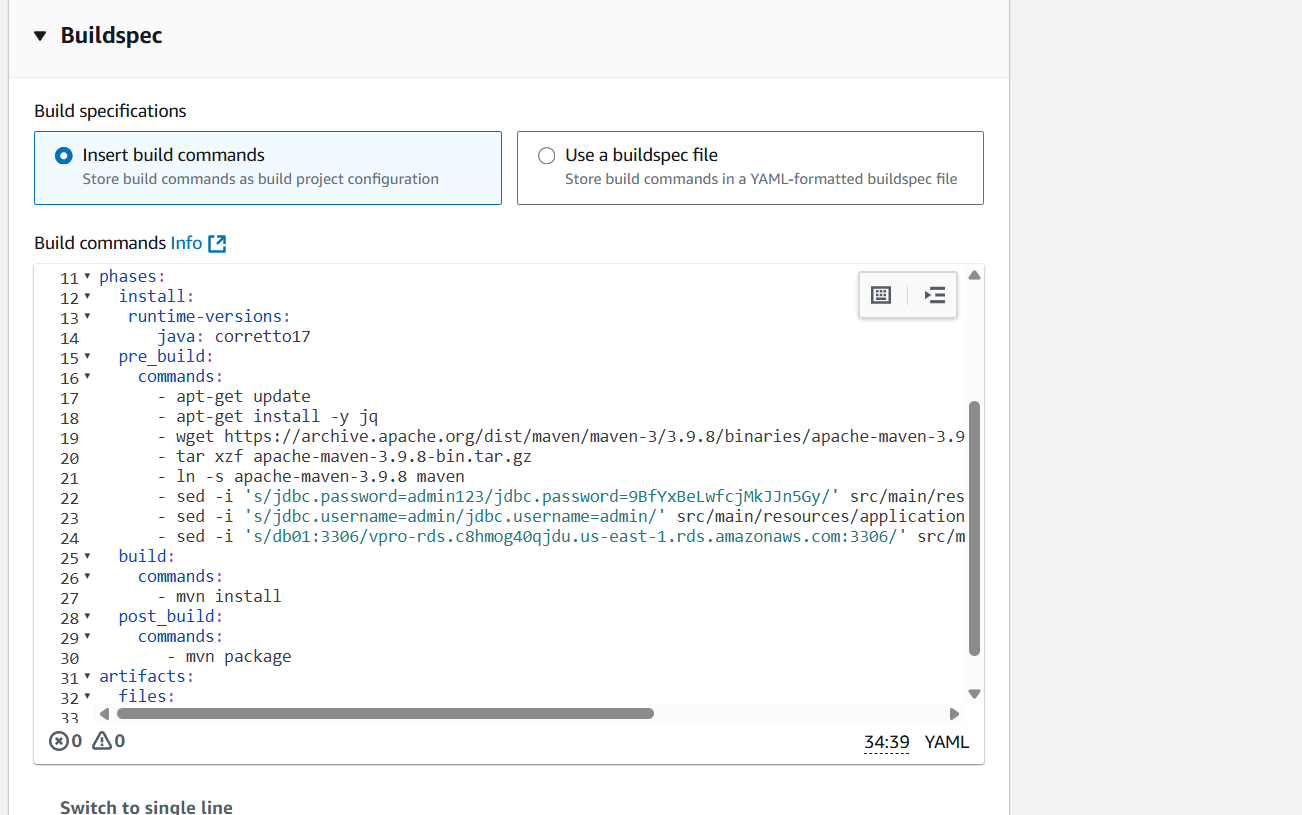 Buildspec
Build specifications
Insert build commands
Store build commands as build project configuration
Use a buildspec file
Store build commands in a YAML-formatted buildspec file
Build commands Info
11 phases:
12 install:
13 runtime-versions:
14 java: corretto17
15 pre_build:
16 commands:
17 - apt-get update
18 - apt-get install -y jq
19 - wget https://archive.apache.org/dist/maven/maven-3/3.9.8/binaries/apache-maven-3.9
20 - tar xzf apache-maven-3.9.8-bin.tar.gz
21 - ln -s apache-maven-3.9.8 maven
22 - sed -i 's/jdbc.password=admin123/jdbc.password=9BfYxBeLwfcjMkJJn5Gy/' src/main/res
23 - sed -i 's/jdbc.username=admin/jdbc.username=admin/' src/main/resources/application
24 - sed -i 's/db01:3306/vpro-rds.c8hmog40qjdu.us-east-1.rds.amazonaws.com:3306/' src/m
25 build:
26 commands:
27 - mvn install
28 post_build:
29 commands:
30 - mvn package
31 artifacts:
32 files:
33
0 0
34:39 YAML
Switch to single line